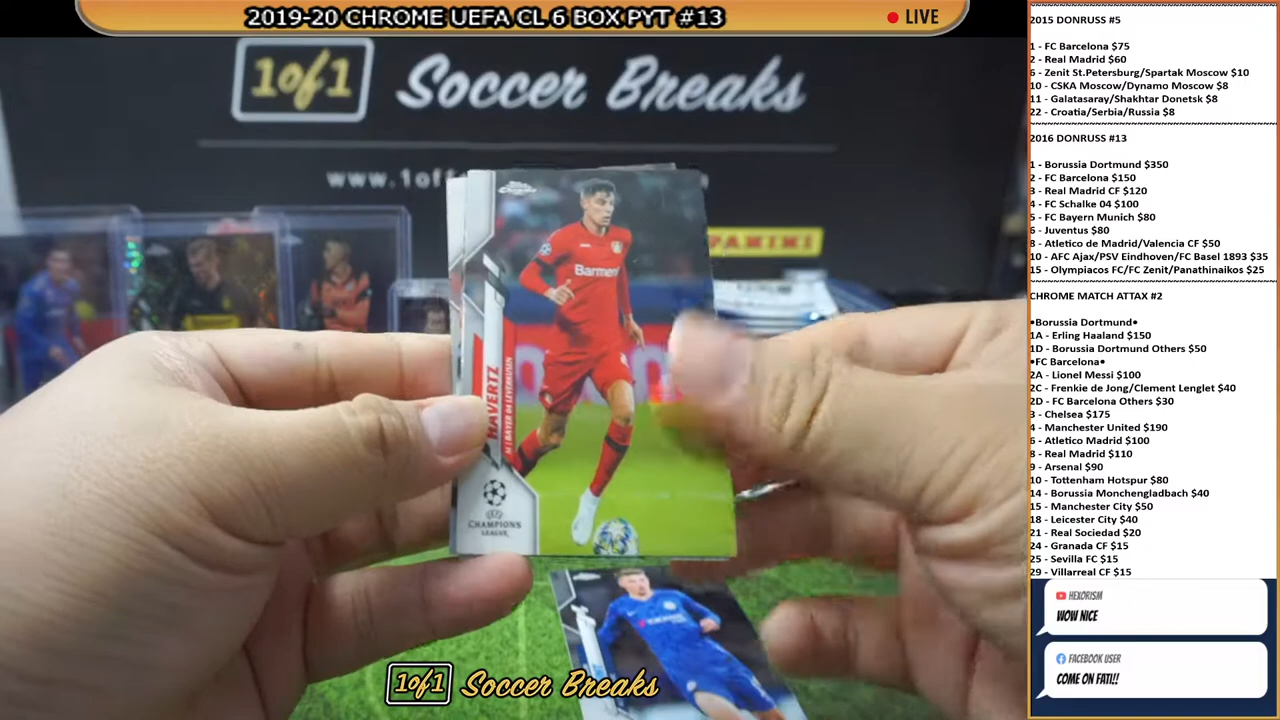 2019-20 CHROME UEFA CL 6 BOX PYT #13
LIVE
1of1 Soccer Breaks
www.1of
PANINI
Chrome
Barmen
HAVERTZ
M | BAYER 04 LEVERKUSEN
CHAMPIONS
LEAGUE
1of1 Soccer Breaks
2015 DONRUSS #5
1 - FC Barcelona $75
2 - Real Madrid $60
6 - Zenit St.Petersburg/Spartak Moscow $10
10 - CSKA Moscow/Dynamo Moscow $8
11 - Galatasaray/Shakhtar Donetsk $8
22 - Croatia/Serbia/Russia $8
2016 DONRUSS #13
1 - Borussia Dortmund $350
2 - FC Barcelona $150
3 - Real Madrid CF $120
4 - FC Schalke 04 $100
5 - FC Bayern Munich $80
6 - Juventus $80
8 - Atletico de Madrid/Valencia CF $50
10 - AFC Ajax/PSV Eindhoven/FC Basel 1893 $35
15 - Olympiacos FC/FC Zenit/Panathinaikos $25
CHROME MATCH ATTAX #2
•Borussia Dortmund•
1A - Erling Haaland $150
1D - Borussia Dortmund Others $50
•FC Barcelona•
2A - Lionel Messi $100
2C - Frenkie de Jong/Clement Lenglet $40
2D - FC Barcelona Others $30
3 - Chelsea $175
4 - Manchester United $190
6 - Atletico Madrid $100
8 - Real Madrid $110
9 - Arsenal $90
10 - Tottenham Hotspur $80
14 - Borussia Monchengladbach $40
15 - Manchester City $50
18 - Leicester City $40
21 - Real Sociedad $20
24 - Granada CF $15
25 - Sevilla FC $15
29 - Villarreal CF $15
HEXORISM
WOW NICE
FACEBOOK USER
COME ON FATI!!